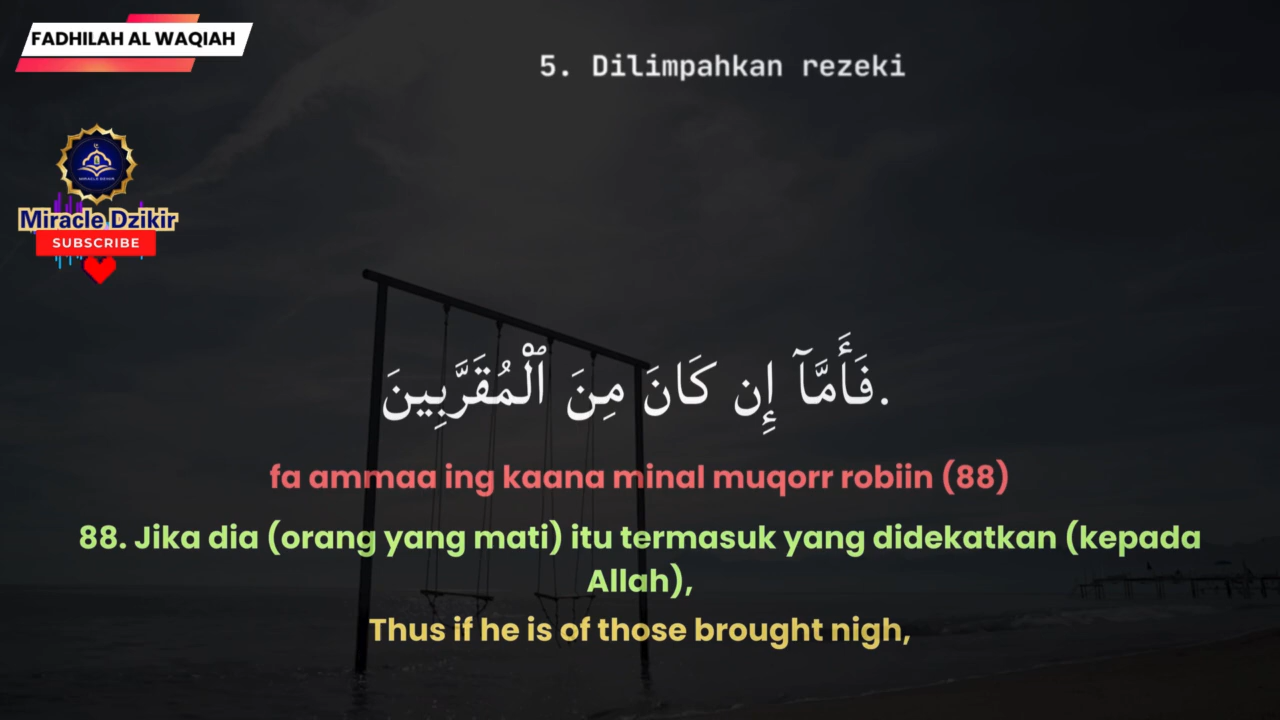 FADHILAH AL WAQIAH
5. Dilimpahkan rezeki
Miracle Dzikir
SUBSCRIBE
فَأَمَّآ إِن كَانَ مِنَ ٱلْمُقَرَّبِينَ.
fa ammaa ing kaana minal muqorr robiin (88)
88. Jika dia (orang yang mati) itu termasuk yang didekatkan (kepada
Allah),
Thus if he is of those brought nigh,